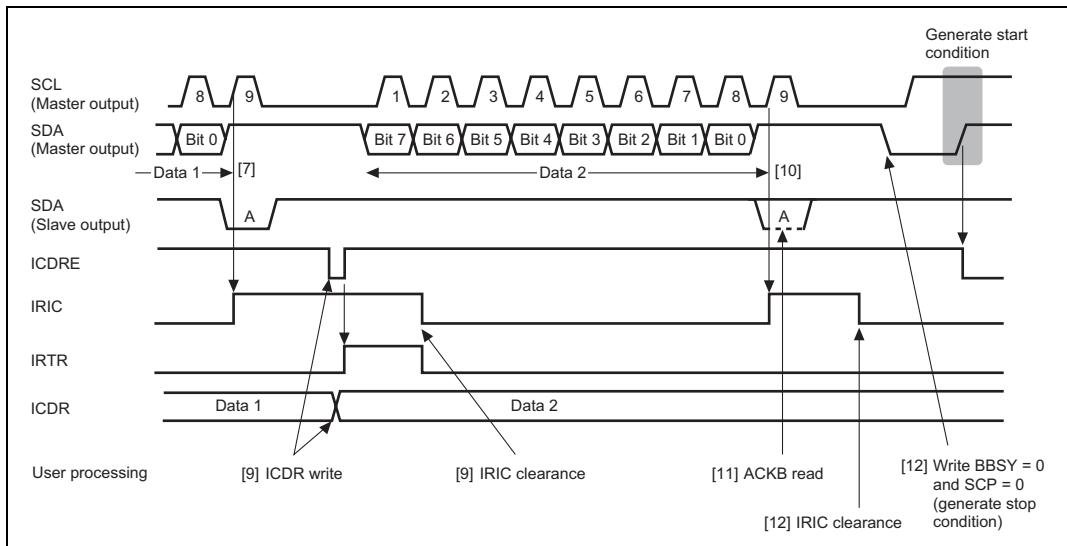 Generate start
condition
SCL
(Master output)
8 9 1 2 3 4 5 6 7 8 9
SDA
(Master output)
Bit 0 Bit 7 Bit 6 Bit 5 Bit 4 Bit 3 Bit 2 Bit 1 Bit 0
Data 1 [7] Data 2 [10]
SDA
(Slave output)
A A
ICDRE
IRIC
IRTR
ICDR
Data 1 Data 2
User processing
[9] ICDR write
[9] IRIC clearance
[11] ACKB read
[12] Write BBSY = 0
and SCP = 0
(generate stop
condition)
[12] IRIC clearance